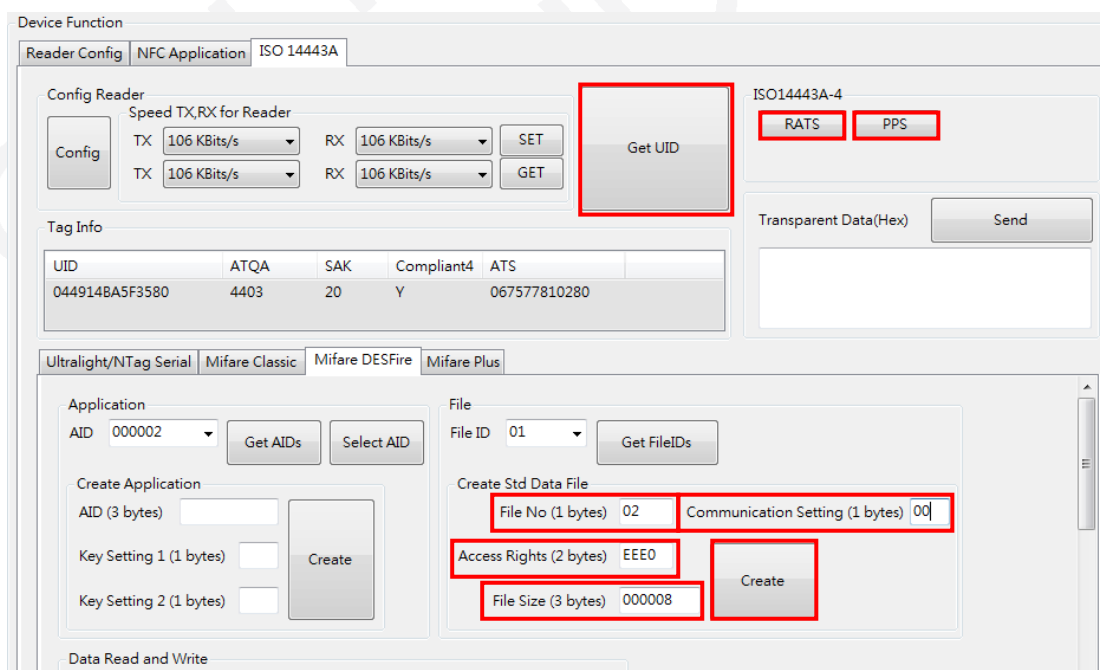 Device Function
Reader Config NFC Application ISO 14443A
Config Reader
Speed TX,RX for Reader
Config
TX 106 KBits/s RX 106 KBits/s SET
TX 106 KBits/s RX 106 KBits/s GET
Get UID
ISO14443A-4
RATS PPS
Tag Info
UID ATQA SAK Compliant4 ATS
044914BA5F3580 4403 20 Y 067577810280
Transparent Data(Hex) Send
Ultralight/NTag Serial Mifare Classic Mifare DESFire Mifare Plus
Application
AID 000002 Get AIDs Select AID
Create Application
AID (3 bytes)
Key Setting 1 (1 bytes)
Key Setting 2 (1 bytes)
Create
File
File ID 01 Get FileIDs
Create Std Data File
File No (1 bytes) 02 Communication Setting (1 bytes) 00
Access Rights (2 bytes) EEE0
File Size (3 bytes) 000008
Create
Data Read and Write